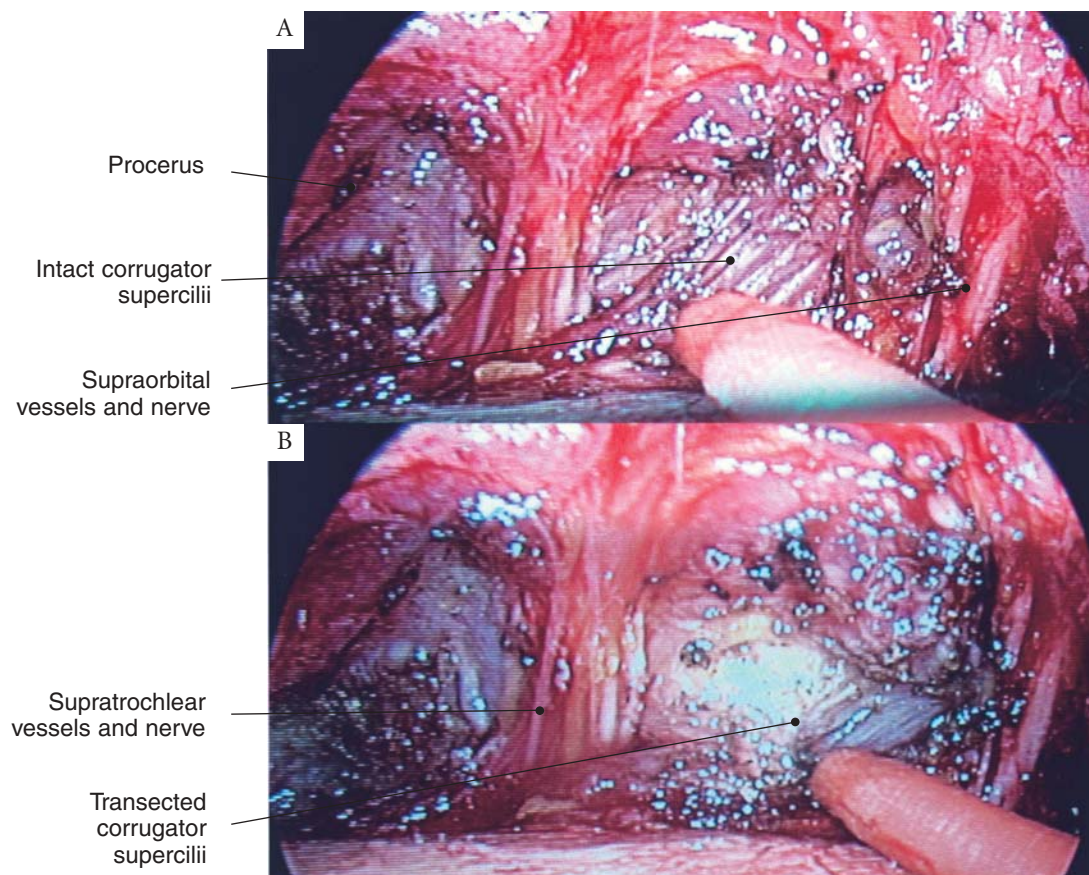 A
Procerus
Intact corrugator
supercilii
Supraorbital
vessels and nerve
B
Supratrochlear
vessels and nerve
Transected
corrugator
supercilii